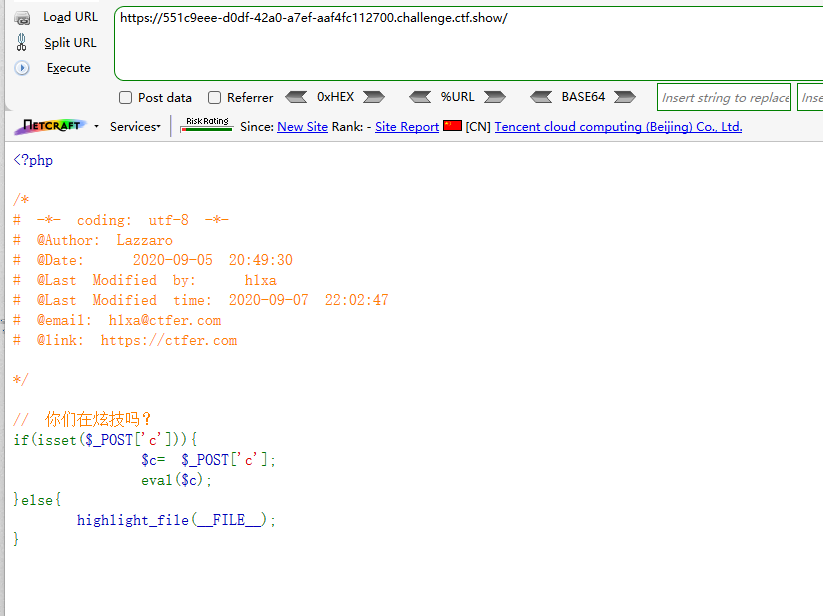 Load URL
https://551c9eee-d0df-42a0-a7ef-aaf4fc112700.challenge.ctf.show/
Split URL
Execute
Post data Referrer 0xHEX %URL BASE64 Insert string to replace Inse
NETCRAFT Services Risk Rating Since: New Site Rank: - Site Report [CN] Tencent cloud computing (Beijing) Co., Ltd.
<?php
/*
# -*- coding: utf-8 -*-
# @Author: Lazzaro
# @Date: 2020-09-05 20:49:30
# @Last Modified by: hlxa
# @Last Modified time: 2020-09-07 22:02:47
# @email: hlxa@ctfer.com
# @link: https://ctfer.com
*/
// 你们在炫技吗？
if(isset($_POST['c'])){
$c= $_POST['c'];
eval($c);
}else{
highlight_file(__FILE__);
}